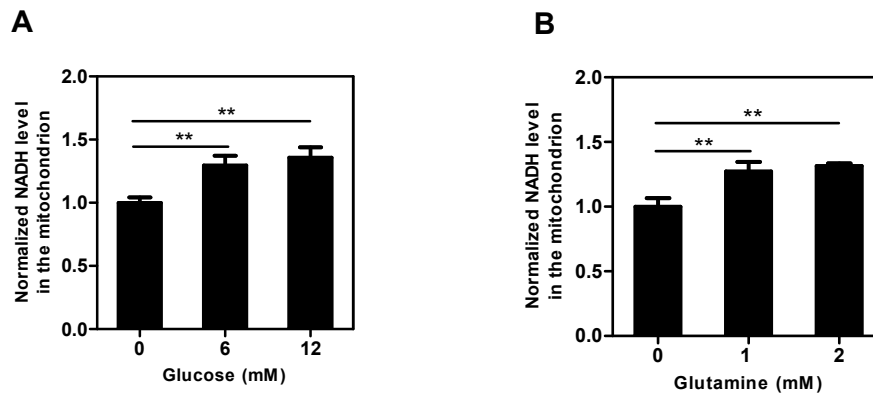 A
Normalized NADH level
in the mitochondrion
2.0
1.5
1.0
0.5
0.0
**
**
0 6 12
Glucose (mM)
B
Normalized NADH level
in the mitochondrion
2.0
1.5
1.0
0.5
0.0
**
**
0 1 2
Glutamine (mM)